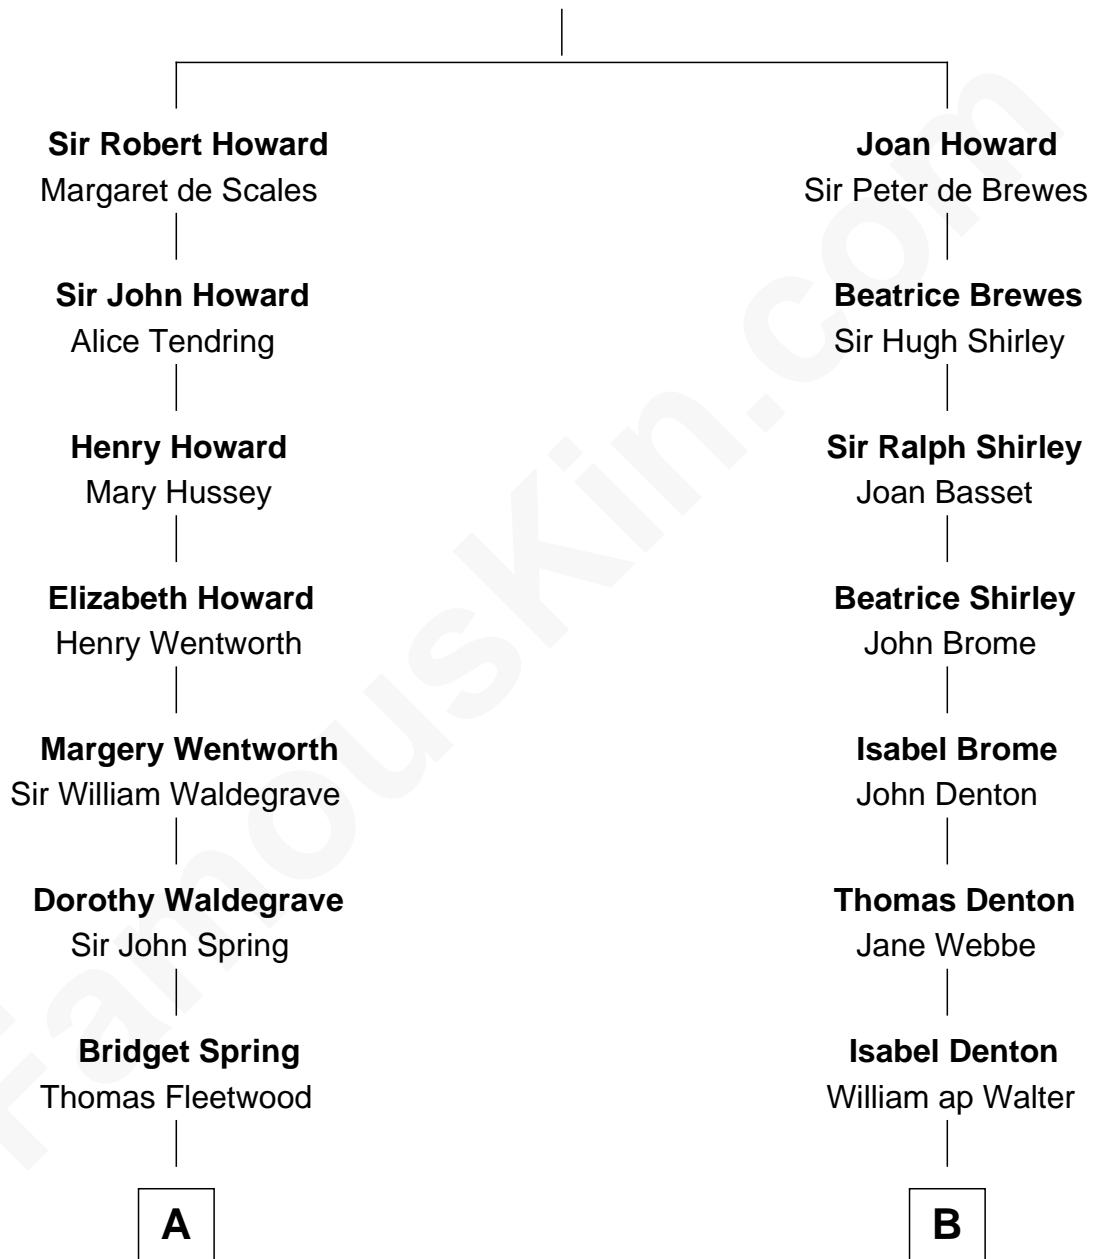 Sir Robert Howard
Margaret de Scales
Joan Howard
Sir Peter de Brewes
Sir John Howard
Alice Tendring
Beatrice Brewes
Sir Hugh Shirley
Henry Howard
Mary Hussey
Sir Ralph Shirley
Joan Basset
Elizabeth Howard
Henry Wentworth
Beatrice Shirley
John Brome
Margery Wentworth
Sir William Waldegrave
Isabel Brome
John Denton
Dorothy Waldegrave
Sir John Spring
Thomas Denton
Jane Webbe
Bridget Spring
Thomas Fleetwood
Isabel Denton
William ap Walter
A
B
FamousKin.com